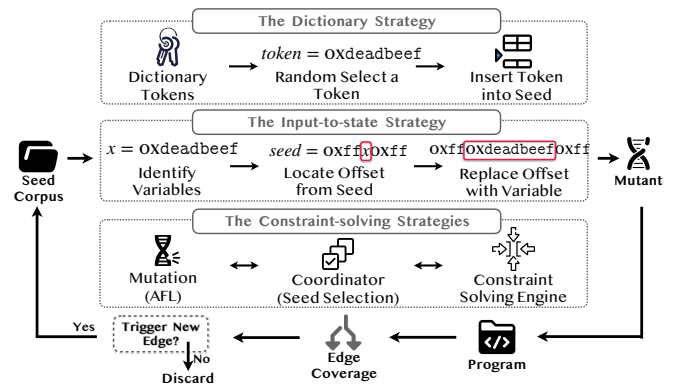 The Dictionary Strategy
token = 0xdeadbeef
Dictionary
Tokens
Random Select a
Token
Insert Token
into Seed
The Input-to-state Strategy
x = 0xdeadbeef
seed = 0xffx0xff
0xff0xdeadbeef0xff
Identify
Variables
Locate Offset
from Seed
Replace Offset
with Variable
Seed
Corpus
Mutant
The Constraint-solving Strategies
Mutation
(AFL)
Coordinator
(Seed Selection)
Constraint
Solving Engine
Yes
Trigger New
Edge?
No
Discard
Edge
Coverage
Program